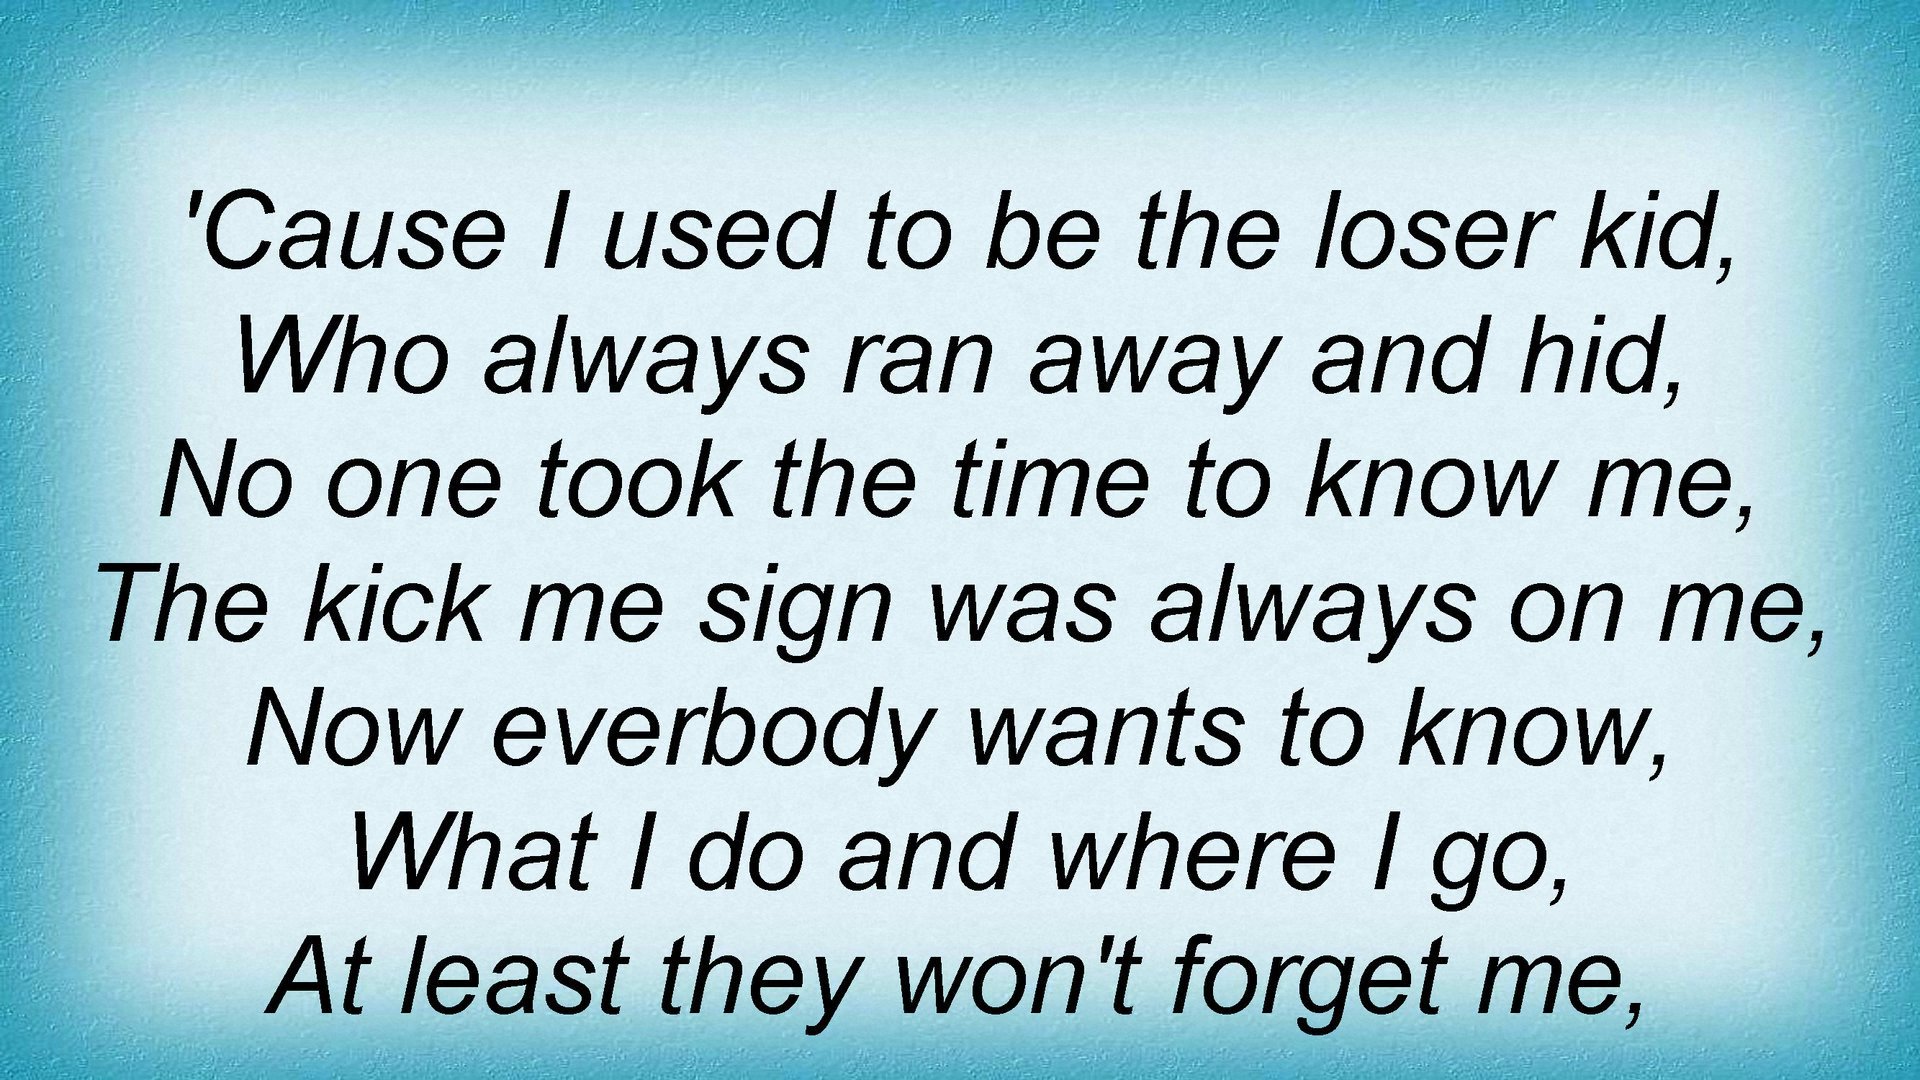 'Cause I used to be the loser kid,
Who always ran away and hid,
No one took the time to know me,
The kick me sign was always on me,
Now everbody wants to know,
What I do and where I go,
At least they won't forget me,